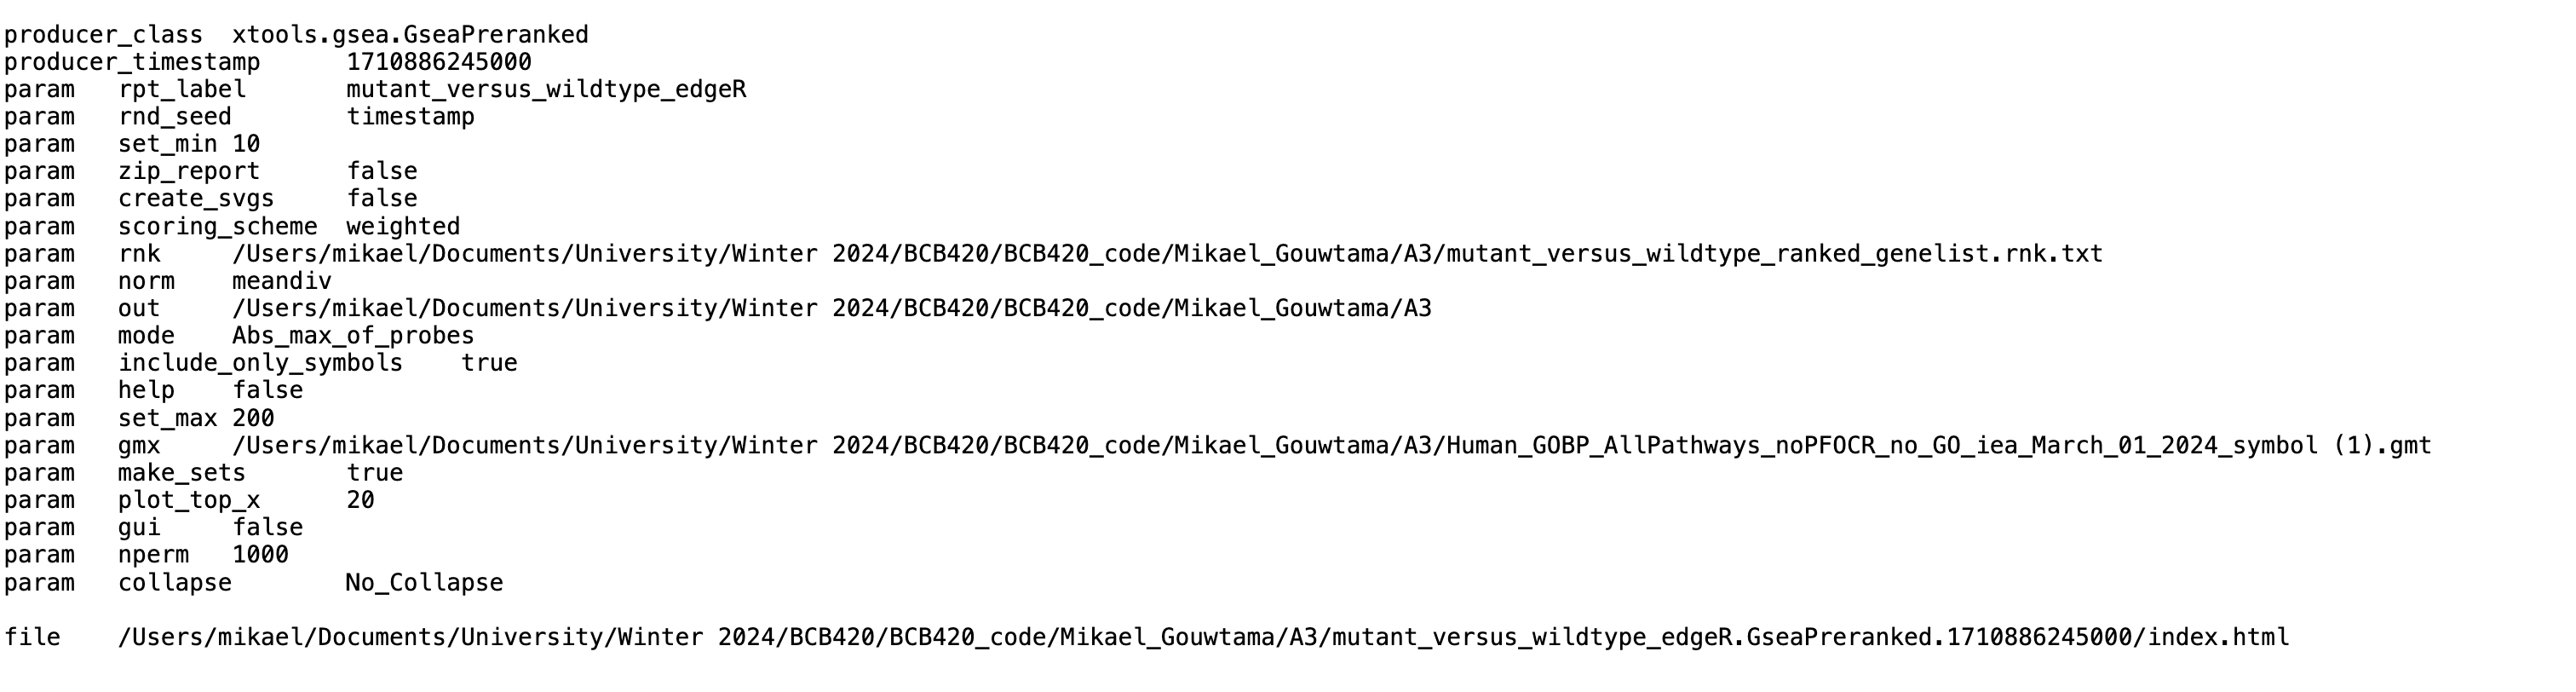 producer_class	xtools.gsea.GseaPreranked
producer_timestamp	1710886245000
param	rpt_label	mutant_versus_wildtype_edgeR
param	rnd_seed	timestamp
param	set_min	10
param	zip_report	false
param	create_svgs	false
param	scoring_scheme	weighted
param	rnk	/Users/mikael/Documents/University/Winter 2024/BCB420/BCB420_code/Mikael_Gouwtama/A3/mutant_versus_wildtype_ranked_genelist.rnk.txt
param	norm	meandiv
param	out	/Users/mikael/Documents/University/Winter 2024/BCB420/BCB420_code/Mikael_Gouwtama/A3
param	mode	Abs_max_of_probes
param	include_only_symbols	true
param	help	false
param	set_max	200
param	gmx	/Users/mikael/Documents/University/Winter 2024/BCB420/BCB420_code/Mikael_Gouwtama/A3/Human_GOBP_AllPathways_noPFOCR_no_GO_iea_March_01_2024_symbol (1).gmt
param	make_sets	true
param	plot_top_x	20
param	gui	false
param	nperm	1000
param	collapse	No_Collapse
file	/Users/mikael/Documents/University/Winter 2024/BCB420/BCB420_code/Mikael_Gouwtama/A3/mutant_versus_wildtype_edgeR.GseaPreranked.1710886245000/index.html